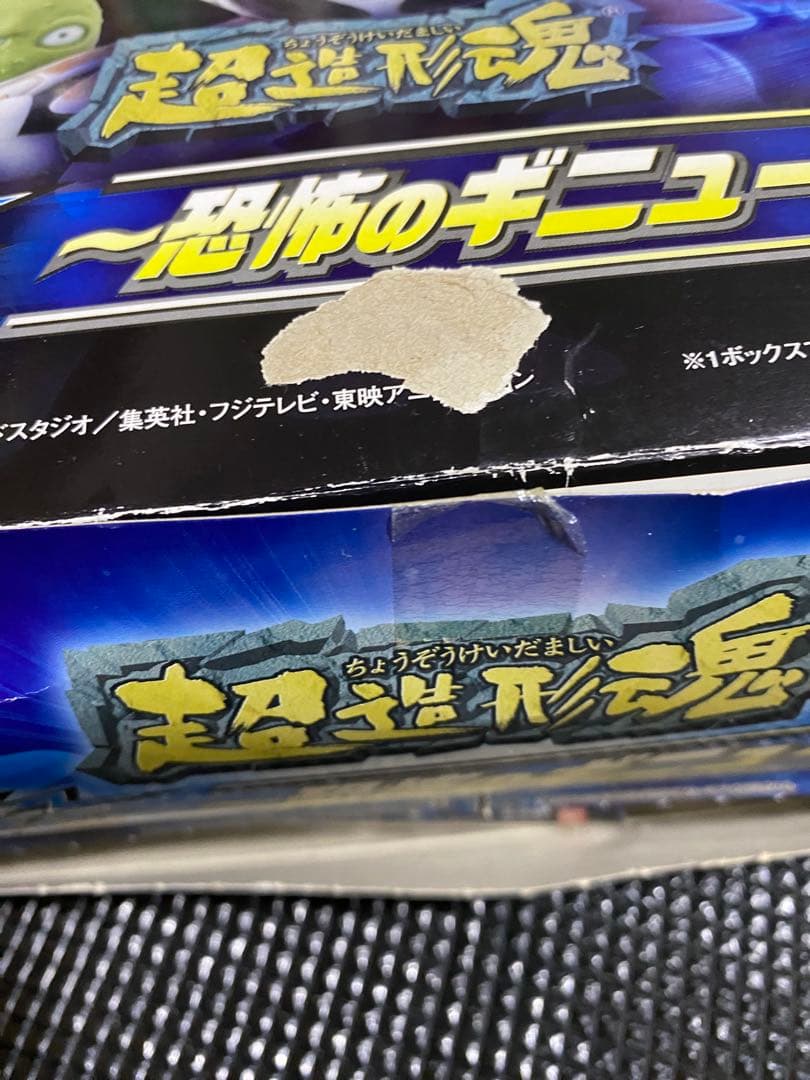 ちょうぞうけいだましい
超造形魂®
〜恐怖のギニュー
ドスタジオ／集英社・フジテレビ・東映アニ ン
※1ボックスで
ちょうぞうけいだましい
超造形魂